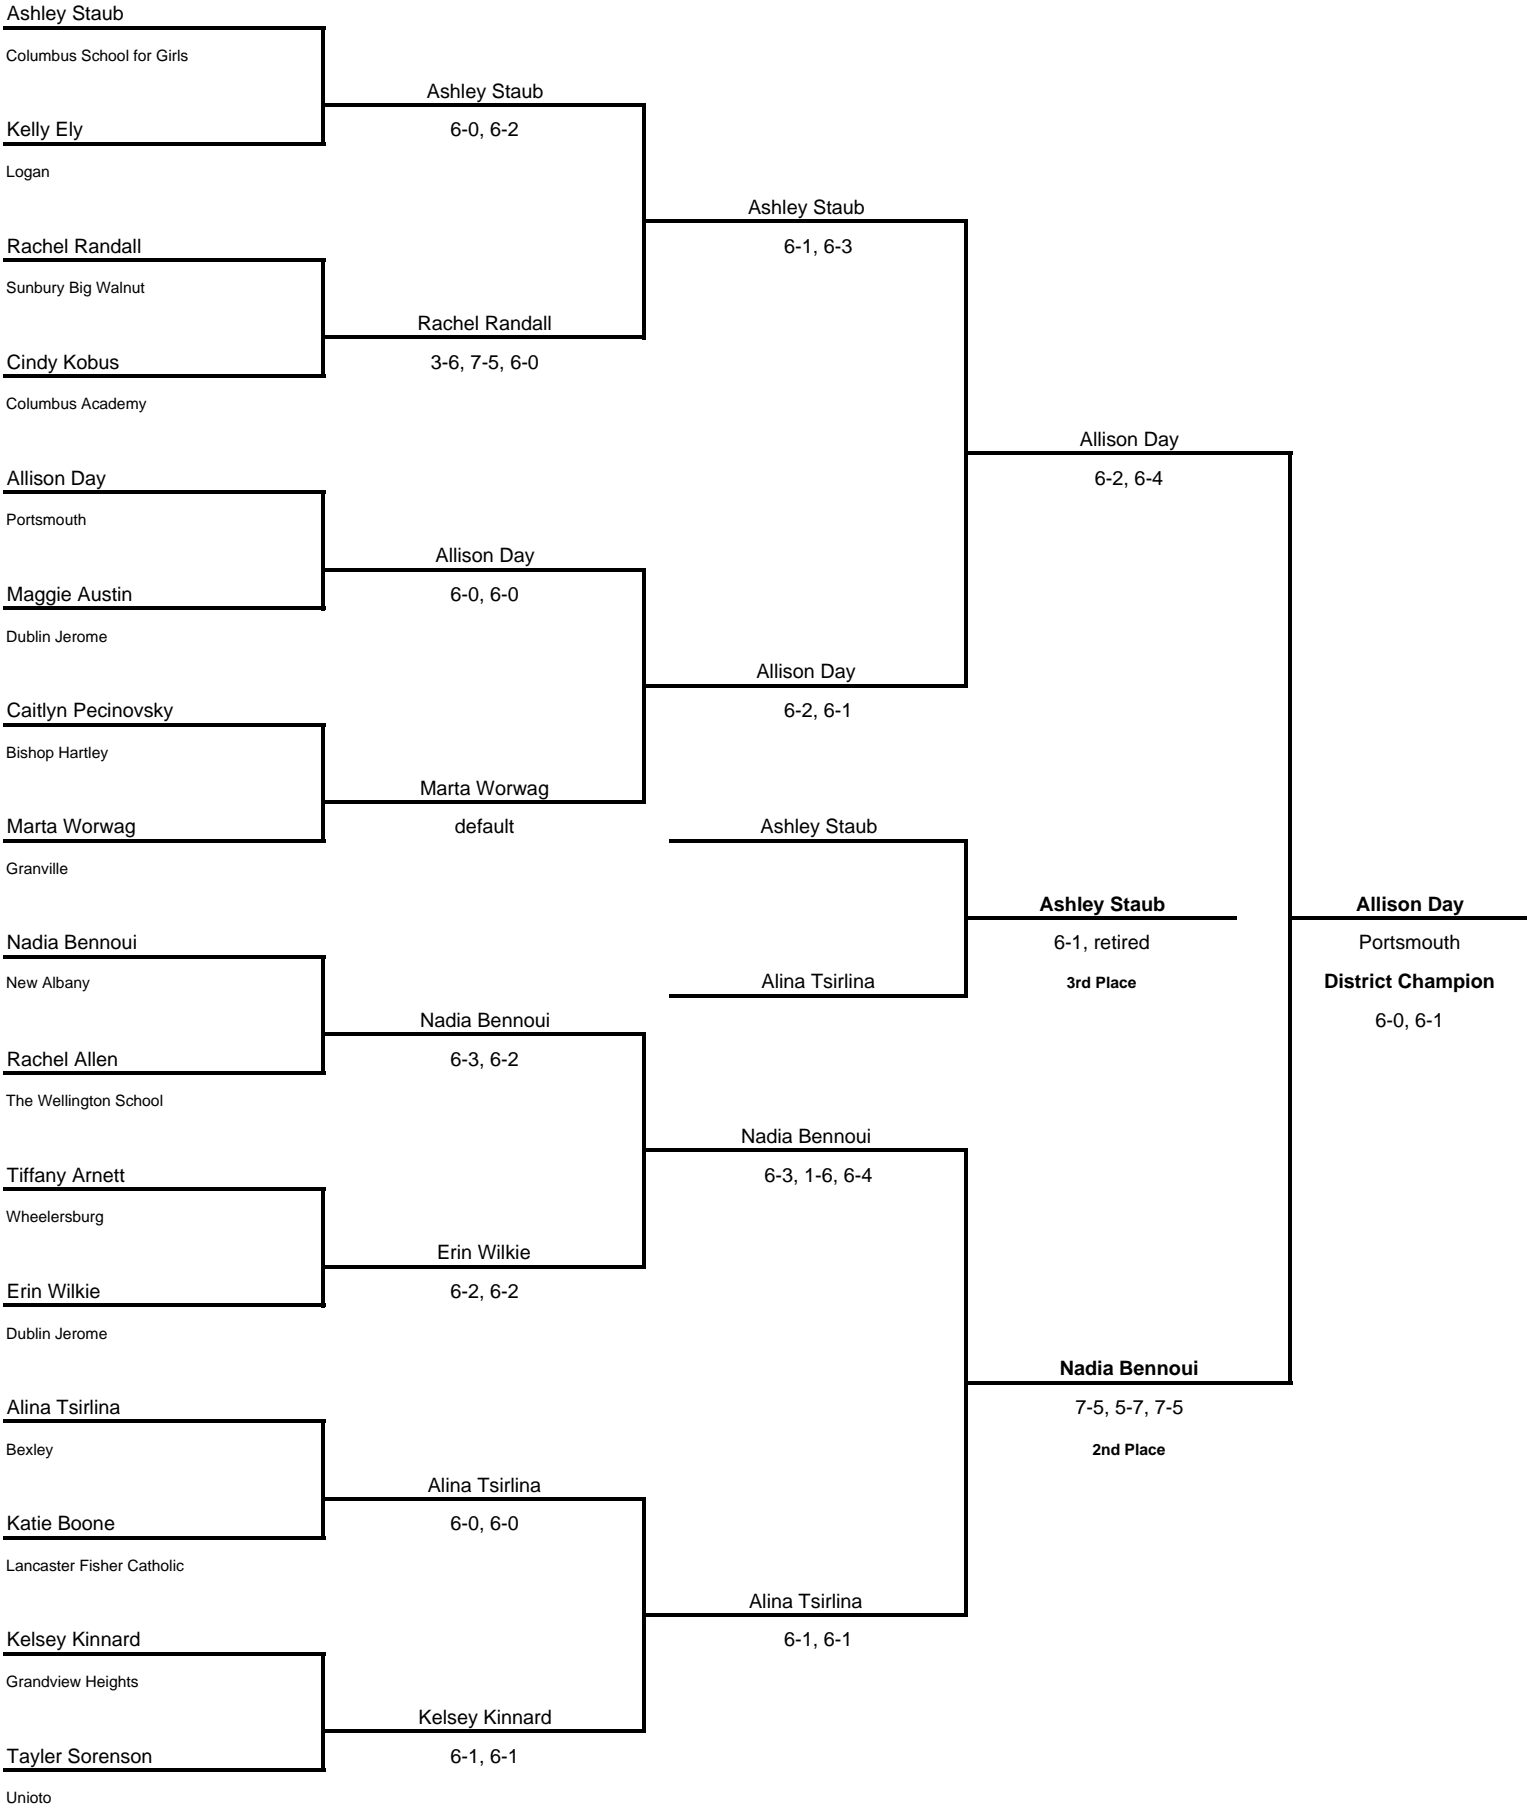 Ashley Staub
Columbus School for Girls
Ashley Staub
Kelly Ely
6-0, 6-2
Logan
Ashley Staub
Rachel Randall
6-1, 6-3
Sunbury Big Walnut
Rachel Randall
Cindy Kobus
3-6, 7-5, 6-0
Columbus Academy
Allison Day
Allison Day
6-2, 6-4
Portsmouth
Allison Day
Maggie Austin
6-0, 6-0
Dublin Jerome
Allison Day
Caitlyn Pecinovsky
6-2, 6-1
Bishop Hartley
Marta Worwag
Marta Worwag
default
Ashley Staub
Granville
Ashley Staub
Allison Day
Nadia Bennoui
6-1, retired
Portsmouth
New Albany
Alina Tsirlina
3rd Place
District Champion
Nadia Bennoui
6-0, 6-1
Rachel Allen
6-3, 6-2
The Wellington School
Nadia Bennoui
Tiffany Arnett
6-3, 1-6, 6-4
Wheelersburg
Erin Wilkie
Erin Wilkie
6-2, 6-2
Dublin Jerome
Nadia Bennoui
Alina Tsirlina
7-5, 5-7, 7-5
Bexley
2nd Place
Alina Tsirlina
Katie Boone
6-0, 6-0
Lancaster Fisher Catholic
Alina Tsirlina
Kelsey Kinnard
6-1, 6-1
Grandview Heights
Kelsey Kinnard
Tayler Sorenson
6-1, 6-1
Unioto